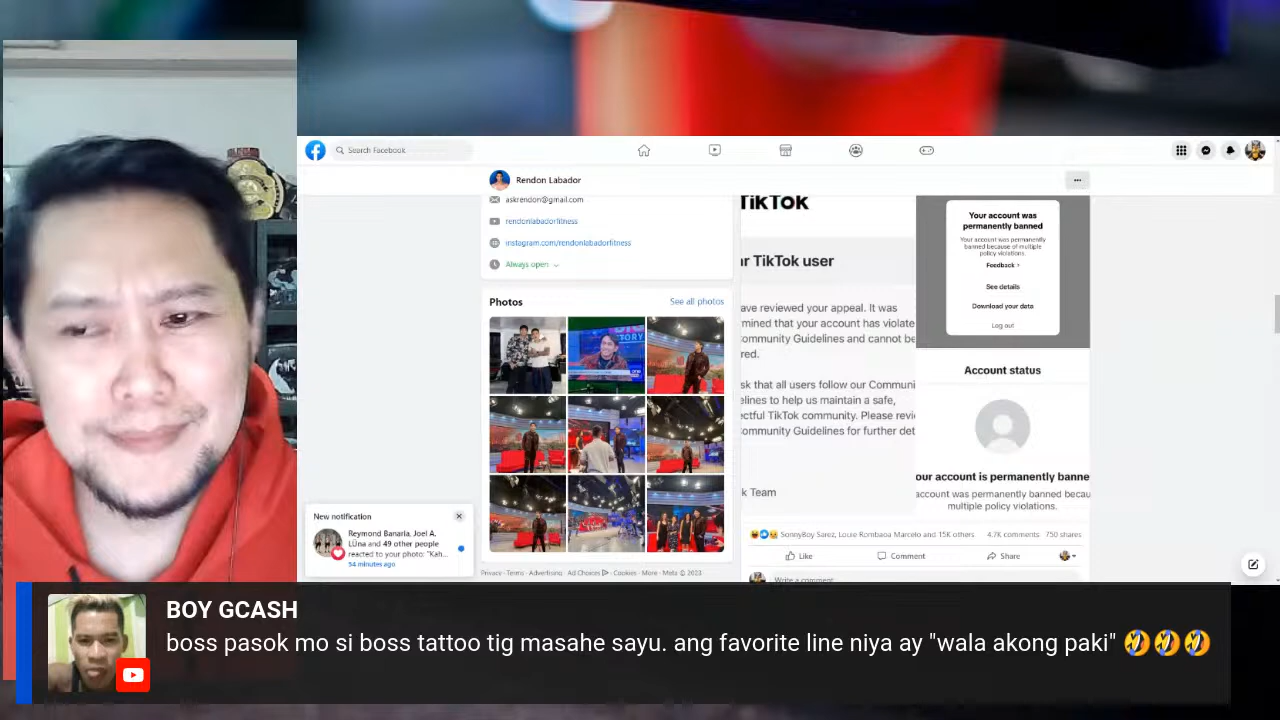 Search Facebook
Rendon Labador
...
askrendon@gmail.com
rendonlabadorfitness
instagram.com/rendonlabadorfitness
Always open
Photos
See all photos
TikTok
r TikTok user
ave reviewed your appeal. It was
mined that your account has violate
ommunity Guidelines and cannot be
red.
sk that all users follow our Communi
elines to help us maintain a safe,
ectful TikTok community. Please revi
ommunity Guidelines for further det
k Team
Your account was
permanently banned
Your account was permanently
banned because of multiple
policy violations.
Feedback
See details
Download your data
Log out
Account status
our account is permanently banne
account was permanently banned becau
multiple policy violations.
SonnyBoy Sarez, Louie Rombaoa Marcelo and 15K others
4.7K comments
750 shares
Like
Comment
Share
Write a comment...
New notification
Reymond Banaria, Joel A.
LUna and 49 other people
reacted to your photo: "Kah...
54 minutes ago
Privacy · Terms · Advertising · Ad Choices · Cookies · More · Meta © 2023
BOY GCASH
boss pasok mo si boss tattoo tig masahe sayu. ang favorite line niya ay "wala akong paki" 🤣🤣🤣